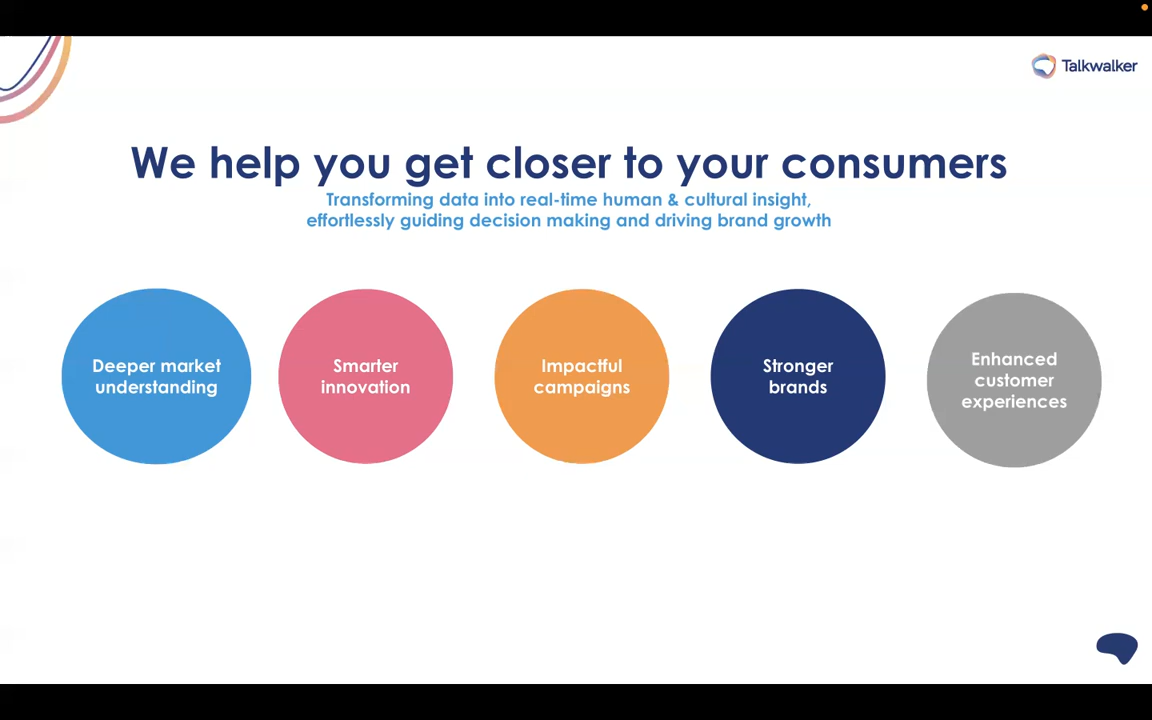 Talkwalker
We help you get closer to your consumers
Transforming data into real-time human & cultural insight,
effortlessly guiding decision making and driving brand growth
Deeper market
understanding
Smarter
innovation
Impactful
campaigns
Stronger
brands
Enhanced
customer
experiences